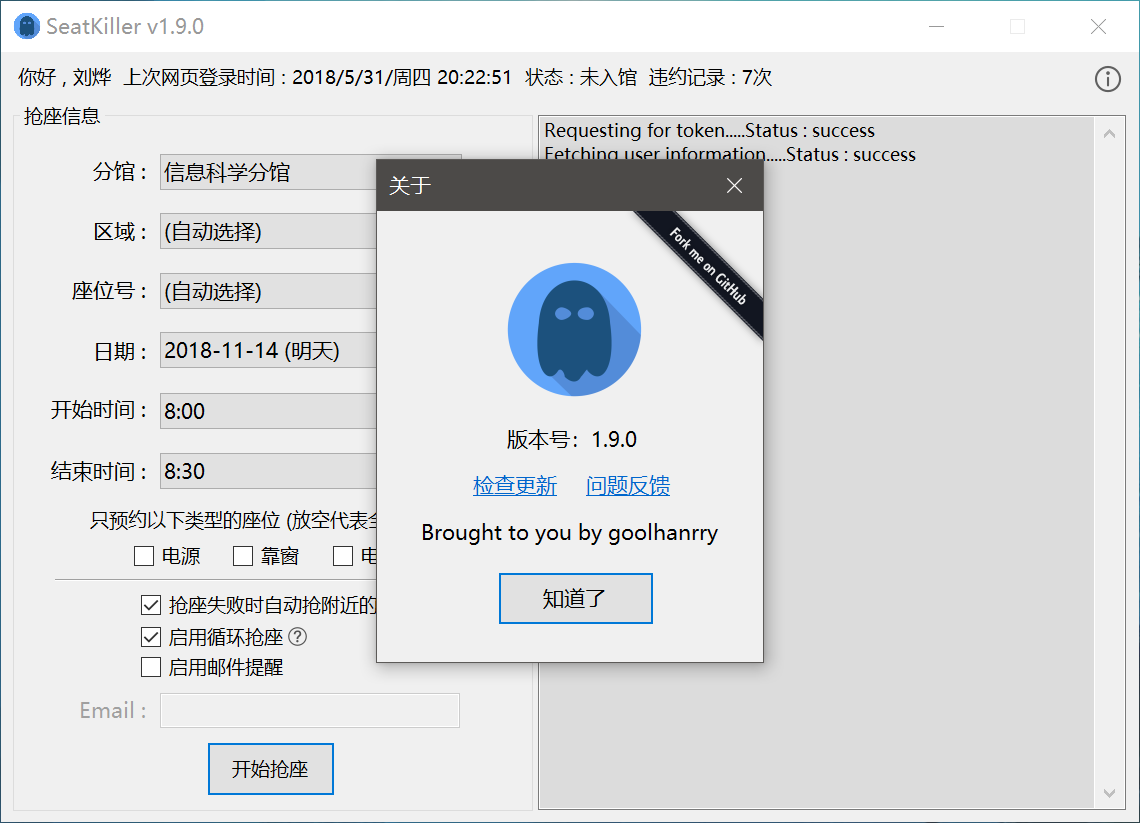 SeatKiller v1.9.0
你好，刘烨 上次网页登录时间：2018/5/31/周四 20:22:51 状态：未入馆 违约记录：7次
抢座信息
分馆： 信息科学分馆
区域： (自动选择)
座位号： (自动选择)
日期： 2018-11-14 (明天)
开始时间： 8:00
结束时间： 8:30
只预约以下类型的座位 (放空代表
电源 靠窗
抢座失败时自动抢附近的
启用循环抢座
启用邮件提醒
Email：
开始抢座
Requesting for token.....Status : success
Fetching user information.....Status : success
关于
Fork me on GitHub
版本号：1.9.0
检查更新 问题反馈
Brought to you by goolhanrry
知道了